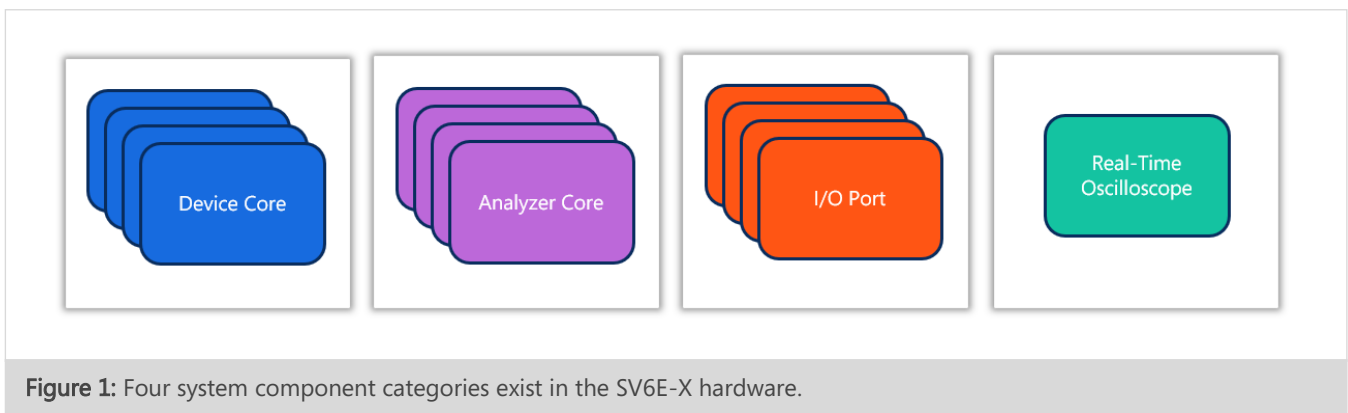 Device Core
Analyzer Core
I/O Port
Real-Time
Oscilloscope
Figure 1: Four system component categories exist in the SV6E-X hardware.